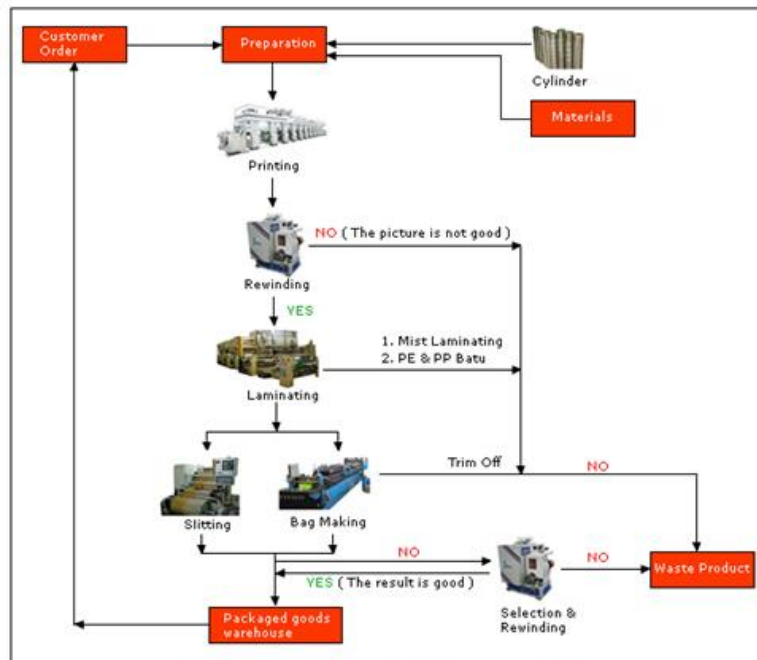 Customer
Order
Preparation
Cylinder
Materials
Printing
NO ( The picture is not good )
Rewinding
YES
1. Mist Laminating
2. PE & PP Batu
Laminating
Trim Off
NO
Slitting
Bag Making
NO
NO
YES ( The result is good )
Waste Product
Selection &
Rewinding
Packaged goods
warehouse